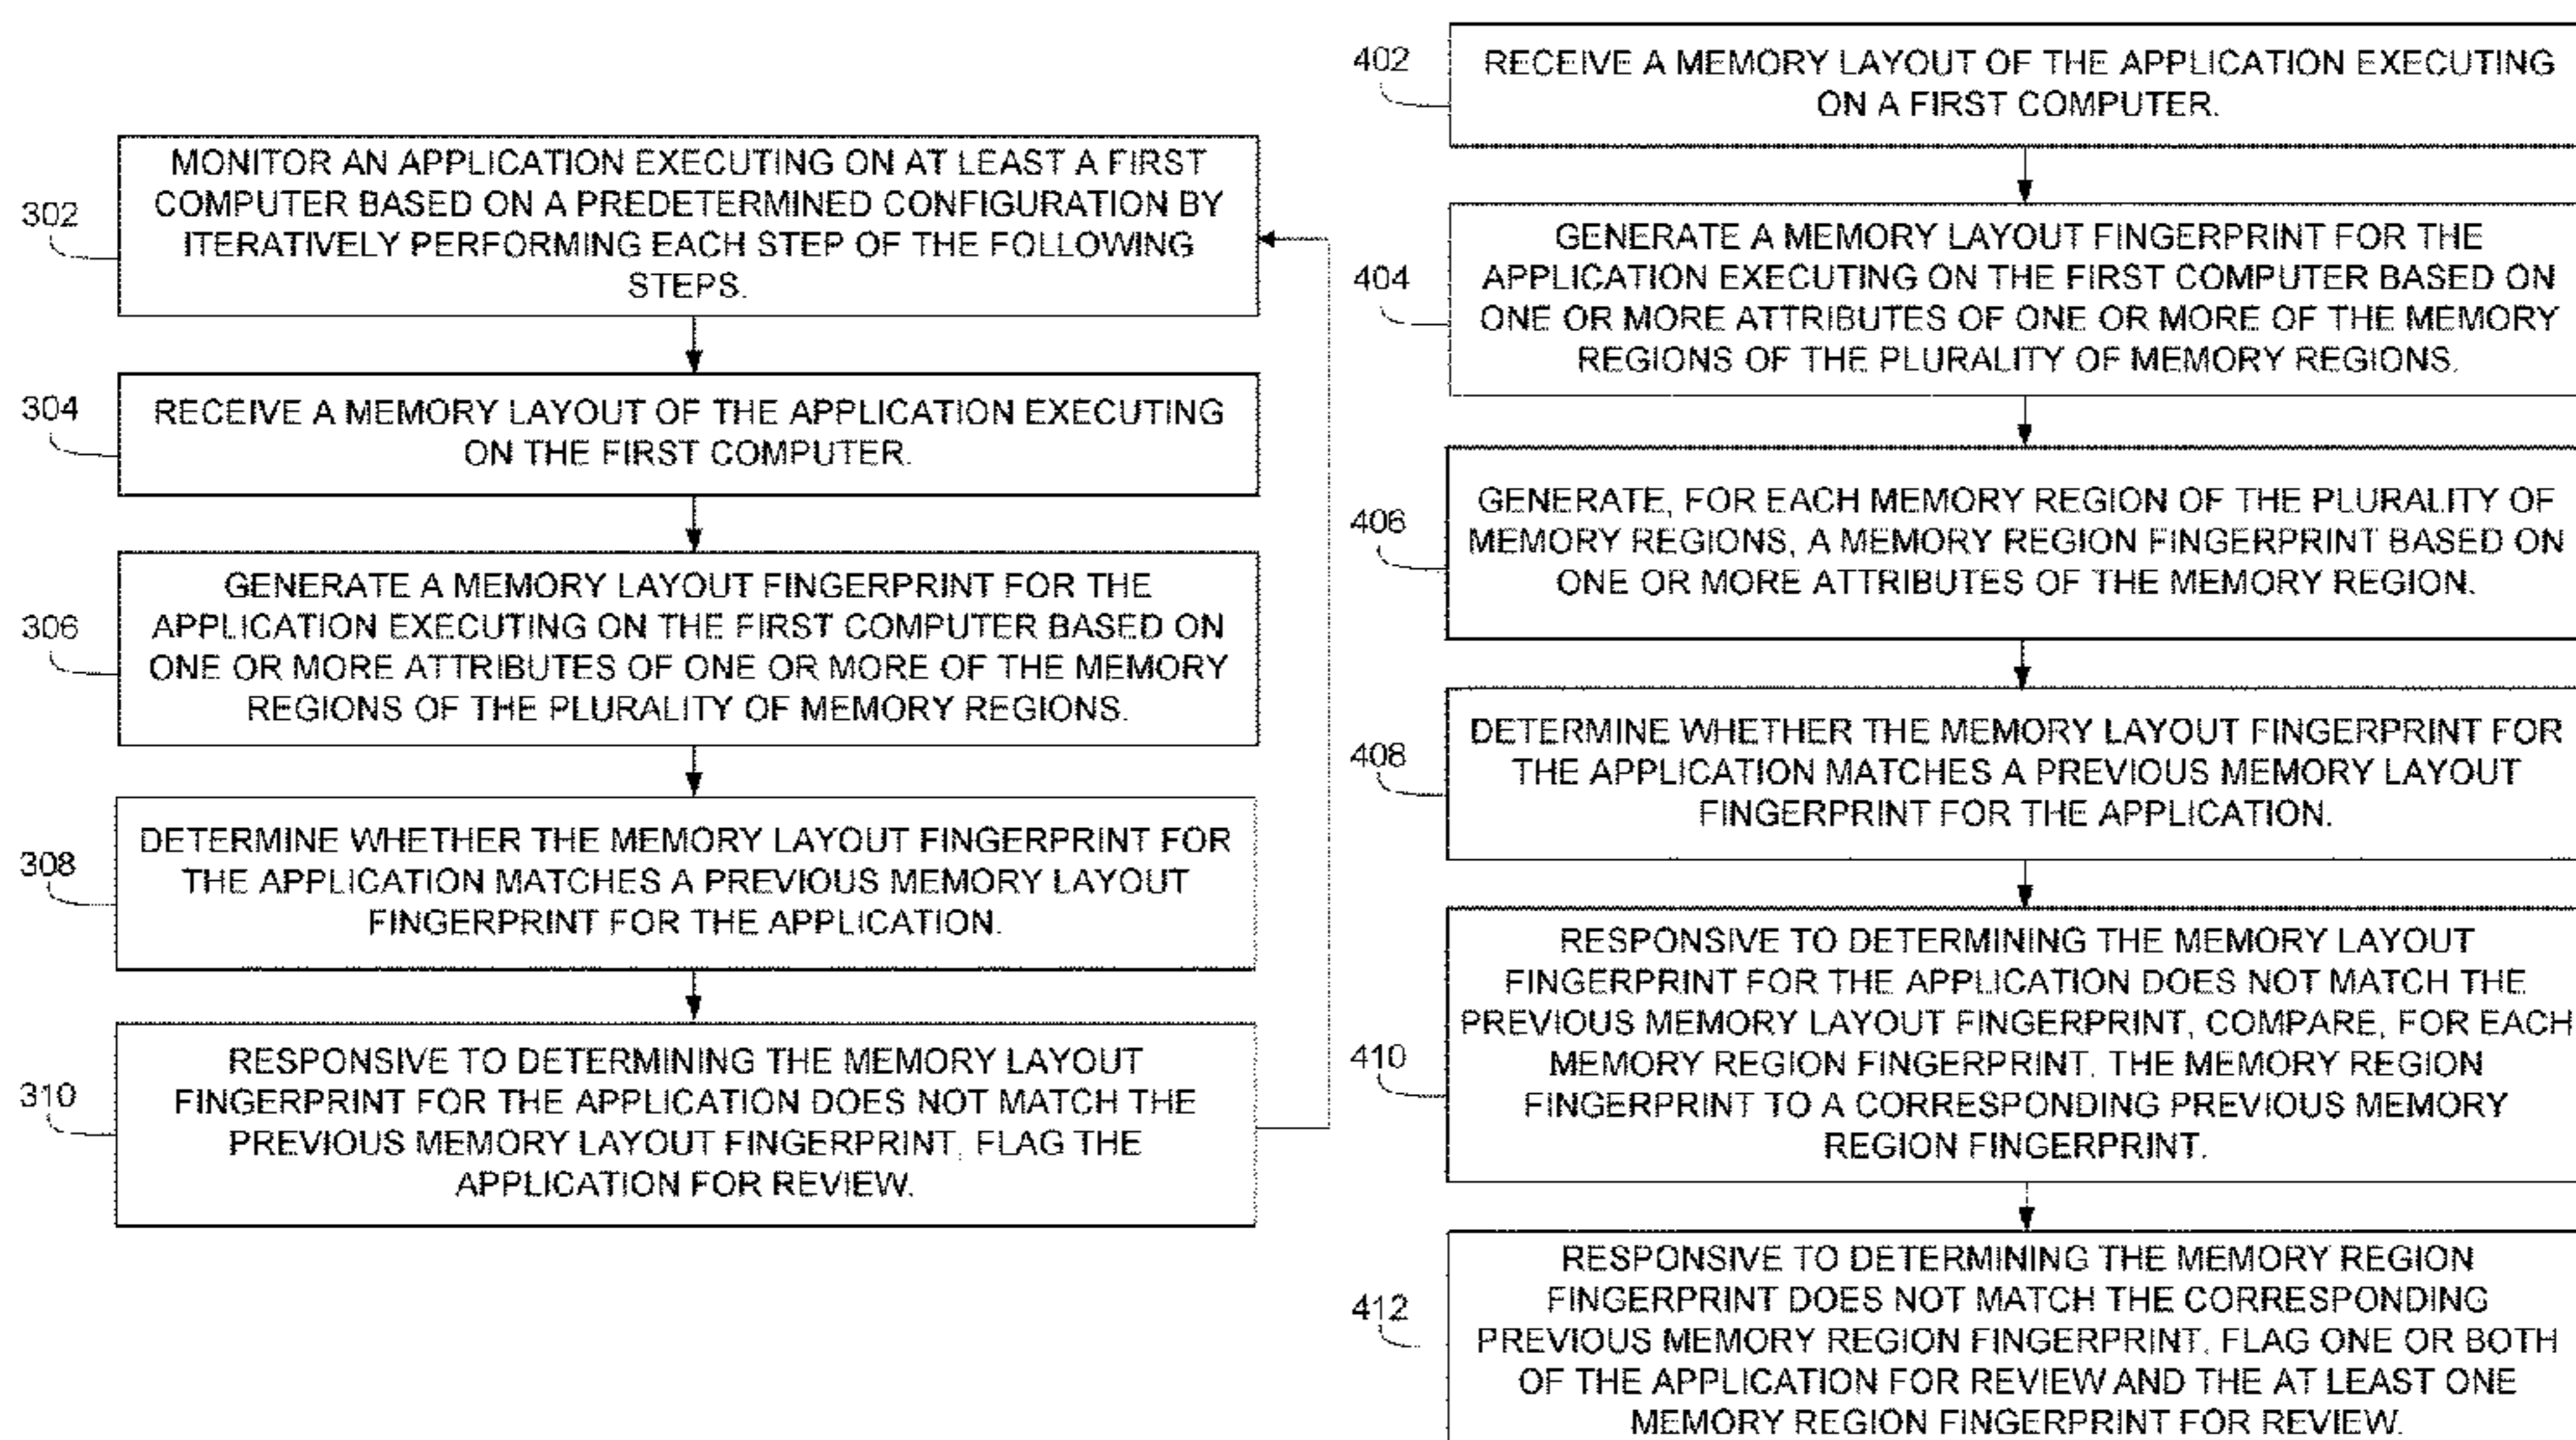 302
MONITOR AN APPLICATION EXECUTING ON AT LEAST A FIRST
COMPUTER BASED ON A PREDETERMINED CONFIGURATION BY
ITERATIVELY PERFORMING EACH STEP OF THE FOLLOWING
STEPS.
304
RECEIVE A MEMORY LAYOUT OF THE APPLICATION EXECUTING
ON THE FIRST COMPUTER.
306
GENERATE A MEMORY LAYOUT FINGERPRINT FOR THE
APPLICATION EXECUTING ON THE FIRST COMPUTER BASED ON
ONE OR MORE ATTRIBUTES OF ONE OR MORE OF THE MEMORY
REGIONS OF THE PLURALITY OF MEMORY REGIONS.
308
DETERMINE WHETHER THE MEMORY LAYOUT FINGERPRINT FOR
THE APPLICATION MATCHES A PREVIOUS MEMORY LAYOUT
FINGERPRINT FOR THE APPLICATION.
310
RESPONSIVE TO DETERMINING THE MEMORY LAYOUT
FINGERPRINT FOR THE APPLICATION DOES NOT MATCH THE
PREVIOUS MEMORY LAYOUT FINGERPRINT, FLAG THE
APPLICATION FOR REVIEW.
402
RECEIVE A MEMORY LAYOUT OF THE APPLICATION EXECUTING
ON A FIRST COMPUTER.
404
GENERATE A MEMORY LAYOUT FINGERPRINT FOR THE
APPLICATION EXECUTING ON THE FIRST COMPUTER BASED ON
ONE OR MORE ATTRIBUTES OF ONE OR MORE OF THE MEMORY
REGIONS OF THE PLURALITY OF MEMORY REGIONS.
406
GENERATE, FOR EACH MEMORY REGION OF THE PLURALITY OF
MEMORY REGIONS, A MEMORY REGION FINGERPRINT BASED ON
ONE OR MORE ATTRIBUTES OF THE MEMORY REGION.
408
DETERMINE WHETHER THE MEMORY LAYOUT FINGERPRINT FOR
THE APPLICATION MATCHES A PREVIOUS MEMORY LAYOUT
FINGERPRINT FOR THE APPLICATION.
410
RESPONSIVE TO DETERMINING THE MEMORY LAYOUT
FINGERPRINT FOR THE APPLICATION DOES NOT MATCH THE
PREVIOUS MEMORY LAYOUT FINGERPRINT, COMPARE, FOR EACH
MEMORY REGION FINGERPRINT, THE MEMORY REGION
FINGERPRINT TO A CORRESPONDING PREVIOUS MEMORY
REGION FINGERPRINT.
412
RESPONSIVE TO DETERMINING THE MEMORY REGION
FINGERPRINT DOES NOT MATCH THE CORRESPONDING
PREVIOUS MEMORY REGION FINGERPRINT, FLAG ONE OR BOTH
OF THE APPLICATION FOR REVIEW AND THE AT LEAST ONE
MEMORY REGION FINGERPRINT FOR REVIEW.